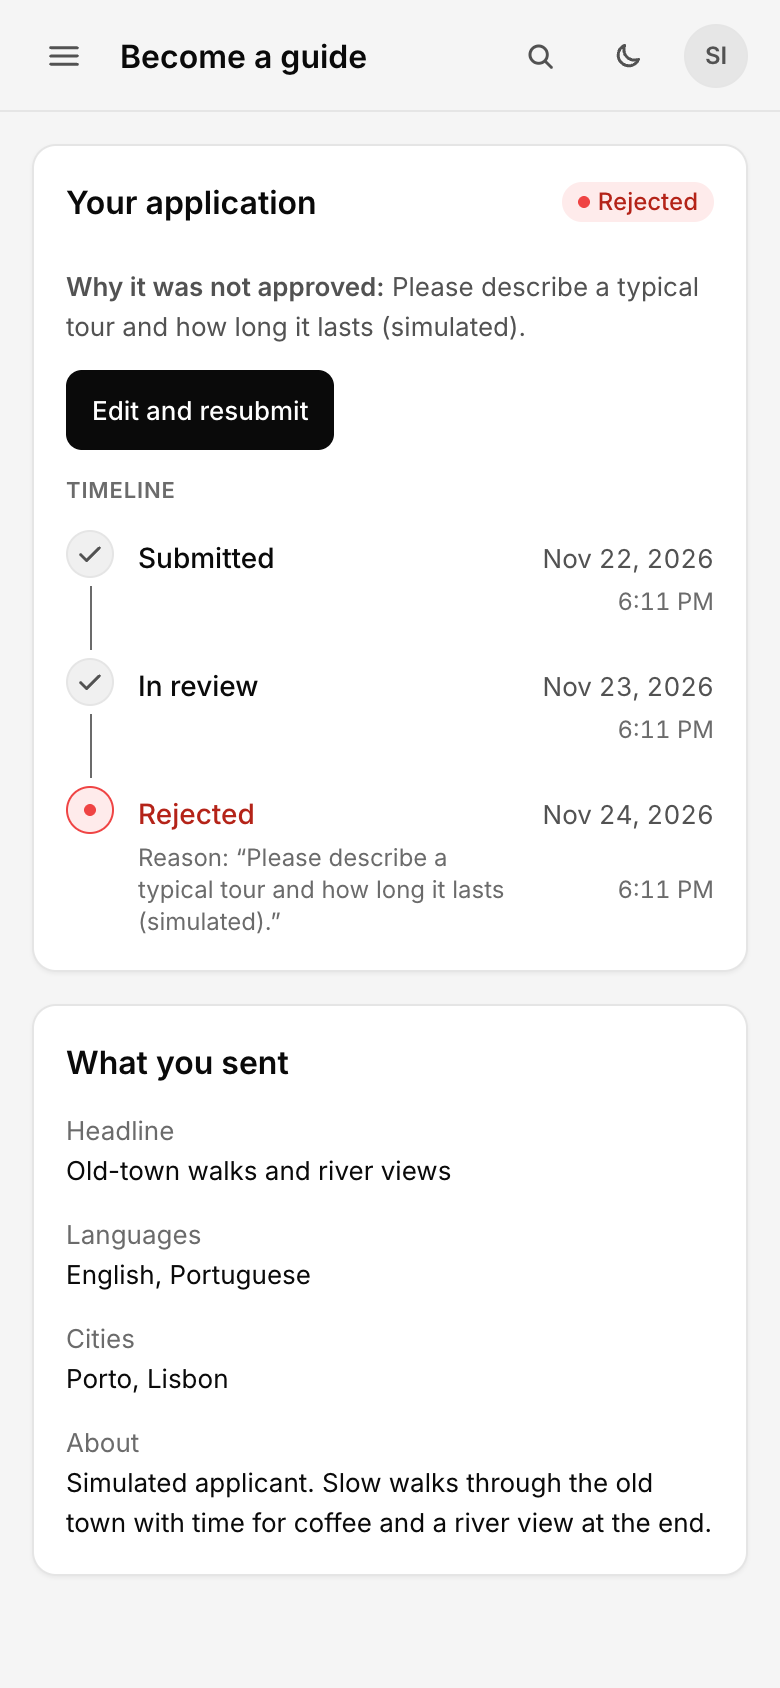 Become a guide
SI
Your application
Rejected
Why it was not approved: Please describe a typical
tour and how long it lasts (simulated).
Edit and resubmit
TIMELINE
Submitted
Nov 22, 2026
6:11 PM
In review
Nov 23, 2026
6:11 PM
Rejected
Nov 24, 2026
Reason: “Please describe a
typical tour and how long it lasts
(simulated).”
6:11 PM
What you sent
Headline
Old-town walks and river views
Languages
English, Portuguese
Cities
Porto, Lisbon
About
Simulated applicant. Slow walks through the old
town with time for coffee and a river view at the end.